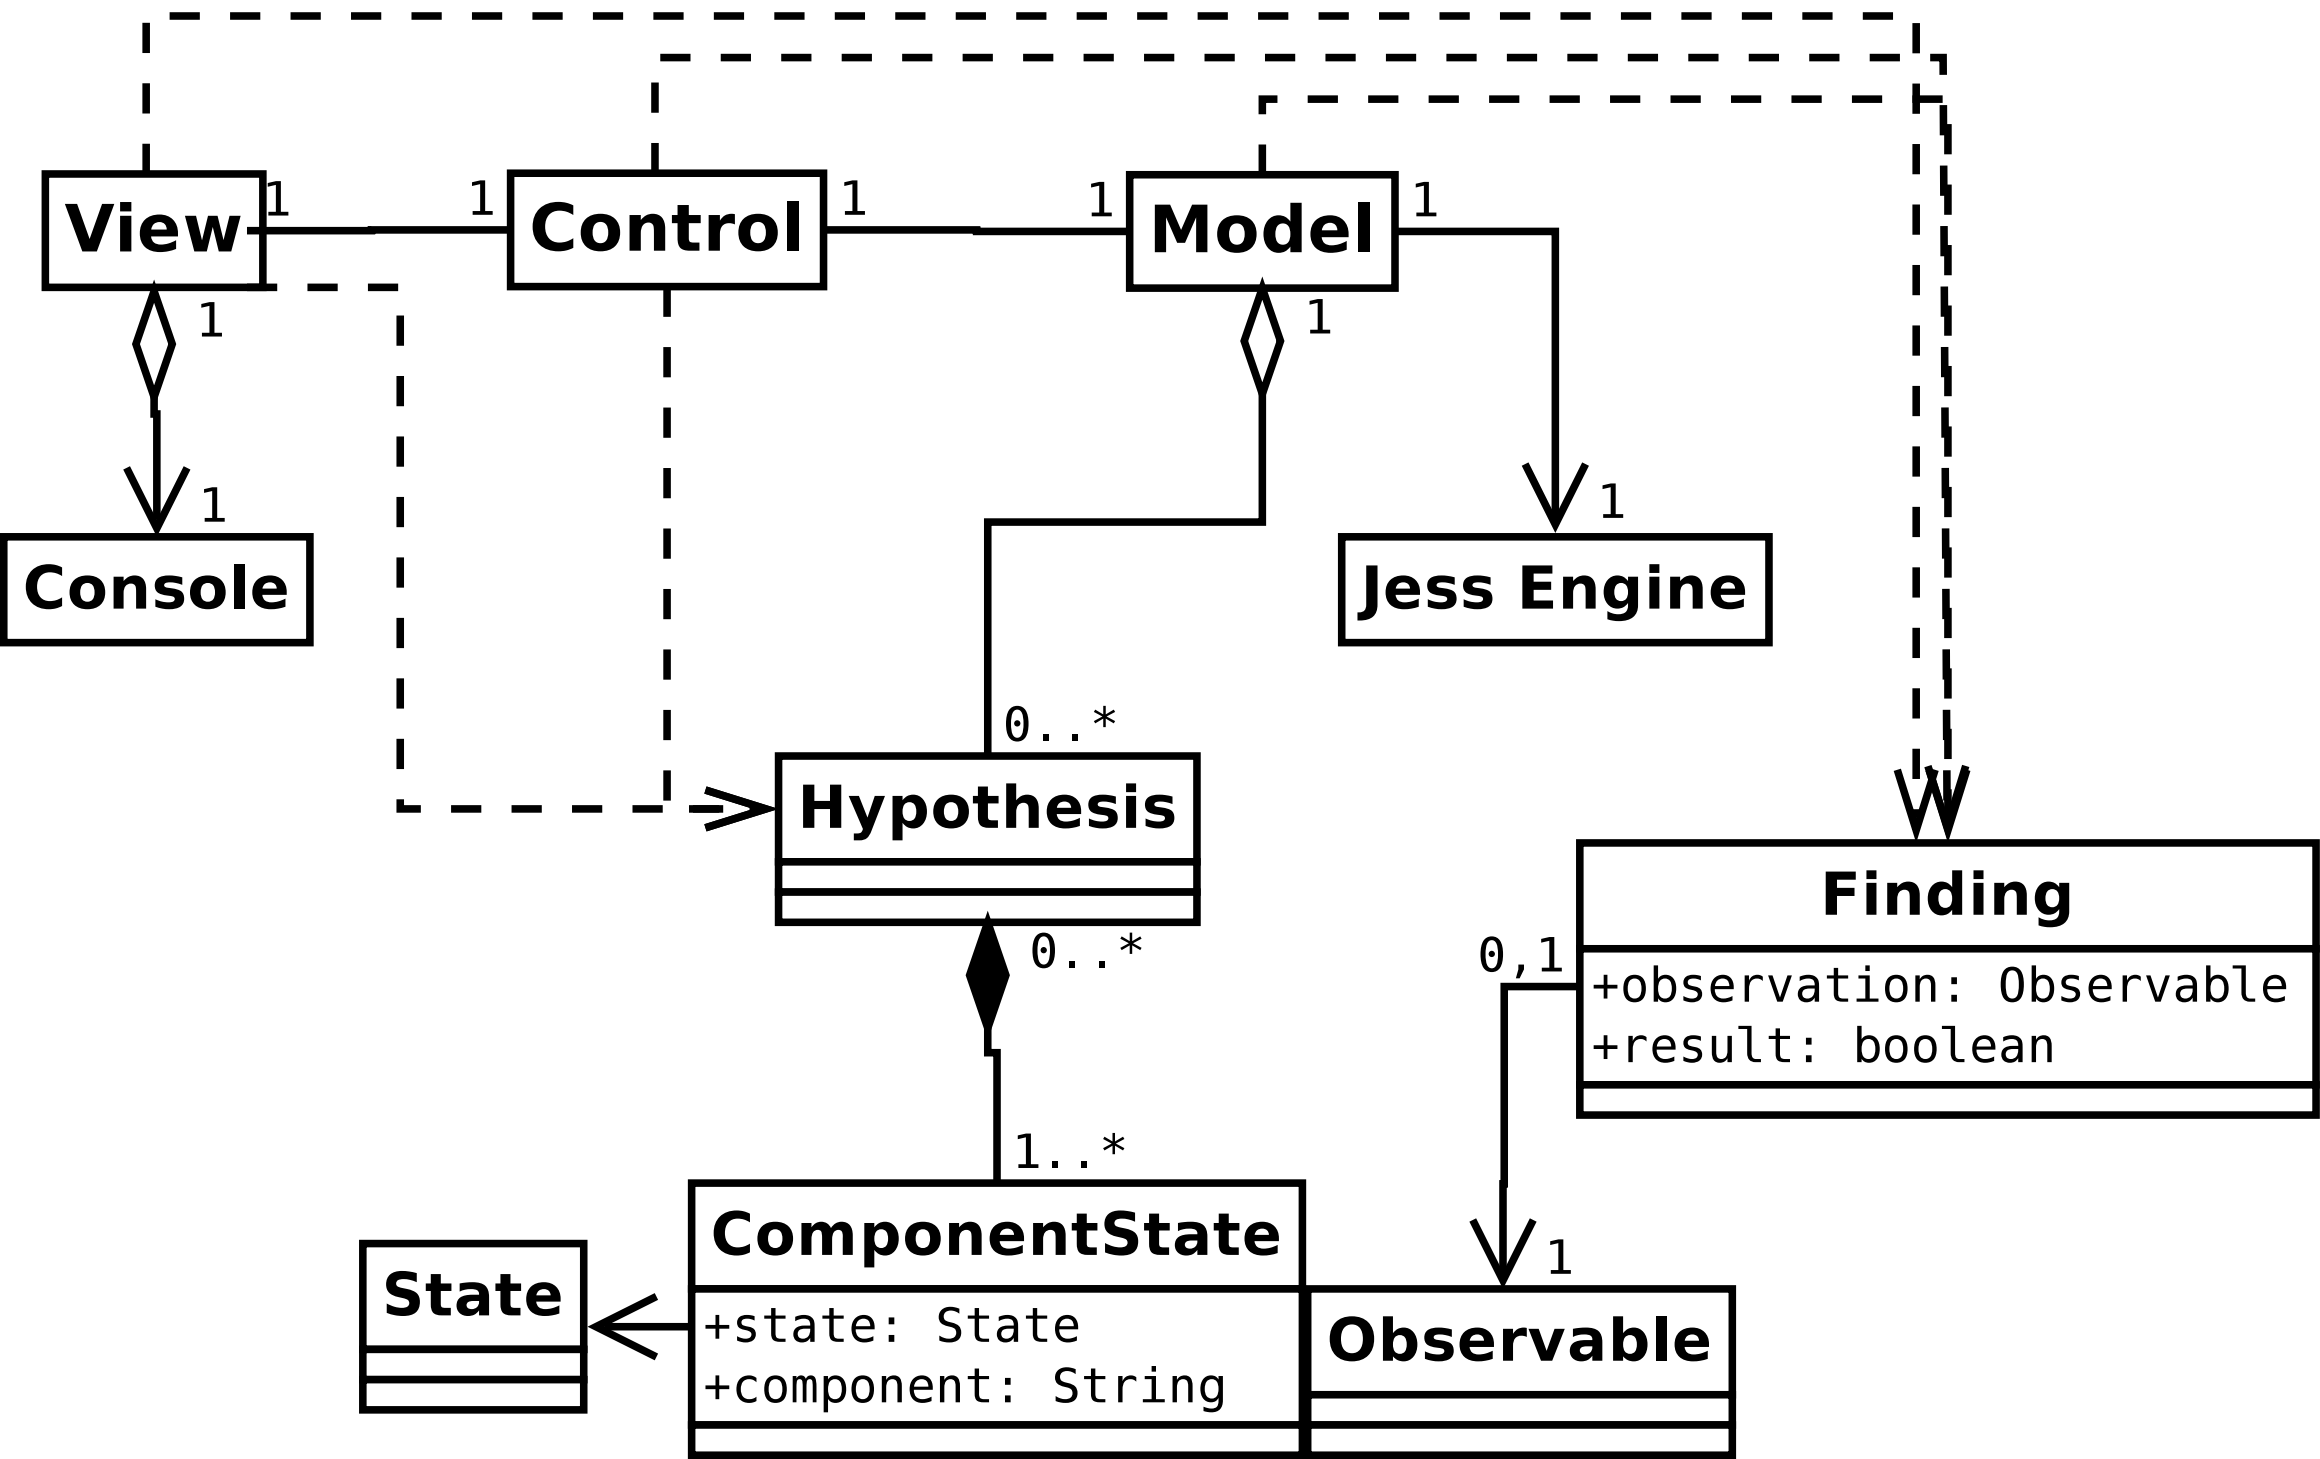 1 1 1 1 1
View Control Model
1 1
1 1
Console Jess Engine
0..*
Hypothesis
Finding
0..*
0,1
+observation: Observable
+result: boolean
1..*
ComponentState
1
State
+state: State
Observable
+component: String